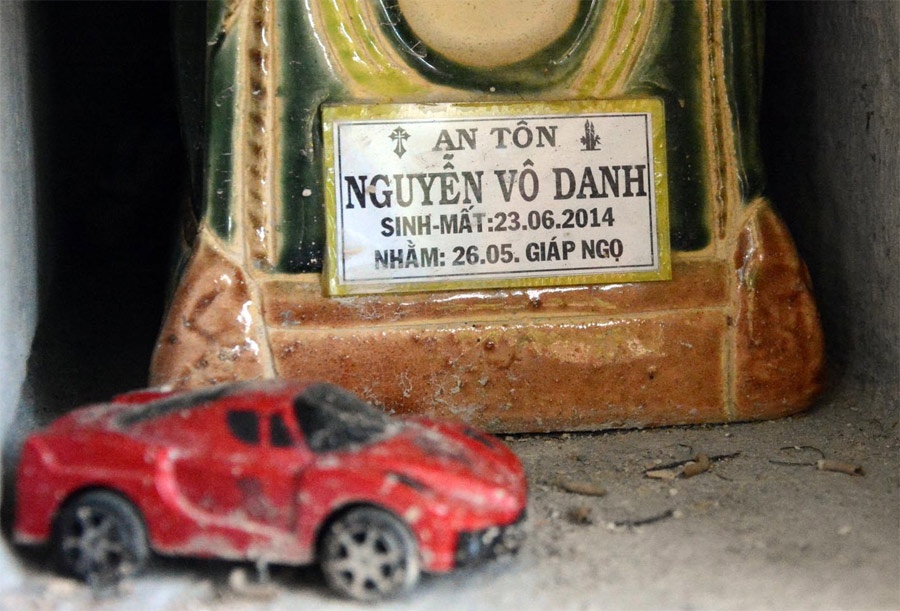 AN TÔN
NGUYỄN VÔ DANH
SINH-MẤT:23.06.2014
NHẰM: 26.05. GIÁP NGỌ